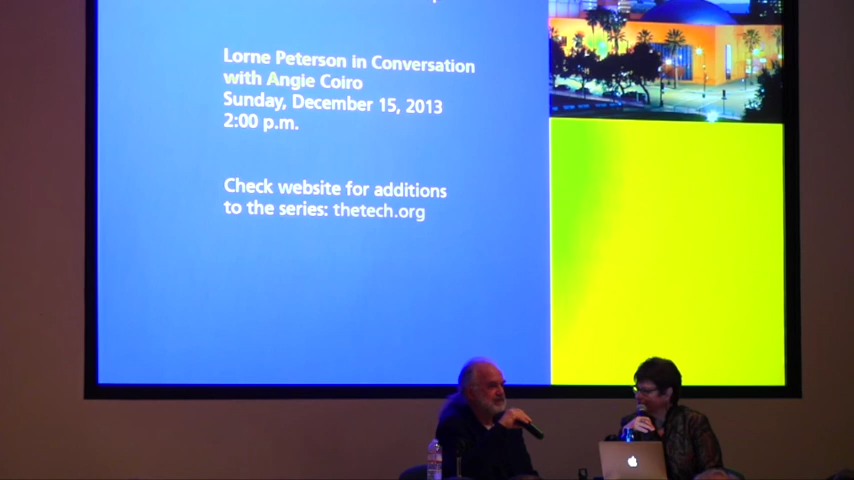 Lorne Peterson in Conversation
with Angie Coiro
Sunday, December 15, 2013
2:00 p.m.
Check website for additions
to the series: thetech.org